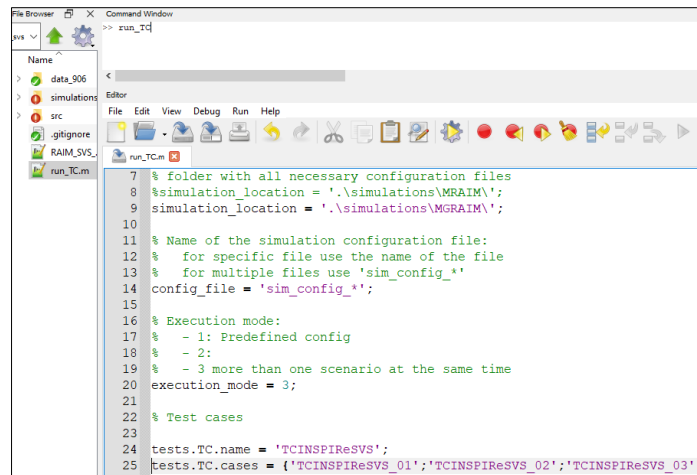 File Browser
Command Window
_svs
>> run_TC
Name
data_906
simulations
src
.gitignore
RAIM_SVS_
run_TC.m
Editor
File Edit View Debug Run Help
run_TC.m
7 % folder with all necessary configuration files
8 %simulation_location = '.\simulations\MRAIM\';
9 simulation_location = '.\simulations\MGRAIM\';
10
11 % Name of the simulation configuration file:
12 %   for specific file use the name of the file
13 %   for multiple files use 'sim_config_*'
14 config_file = 'sim_config_*';
15
16 % Execution mode:
17 %   - 1: Predefined config
18 %   - 2:
19 %   - 3 more than one scenario at the same time
20 execution_mode = 3;
21
22 % Test cases
23
24 tests.TC.name = 'TCINSPIReSVS';
25 tests.TC.cases = {'TCINSPIReSVS_01';'TCINSPIReSVS_02';'TCINSPIReSVS_03'